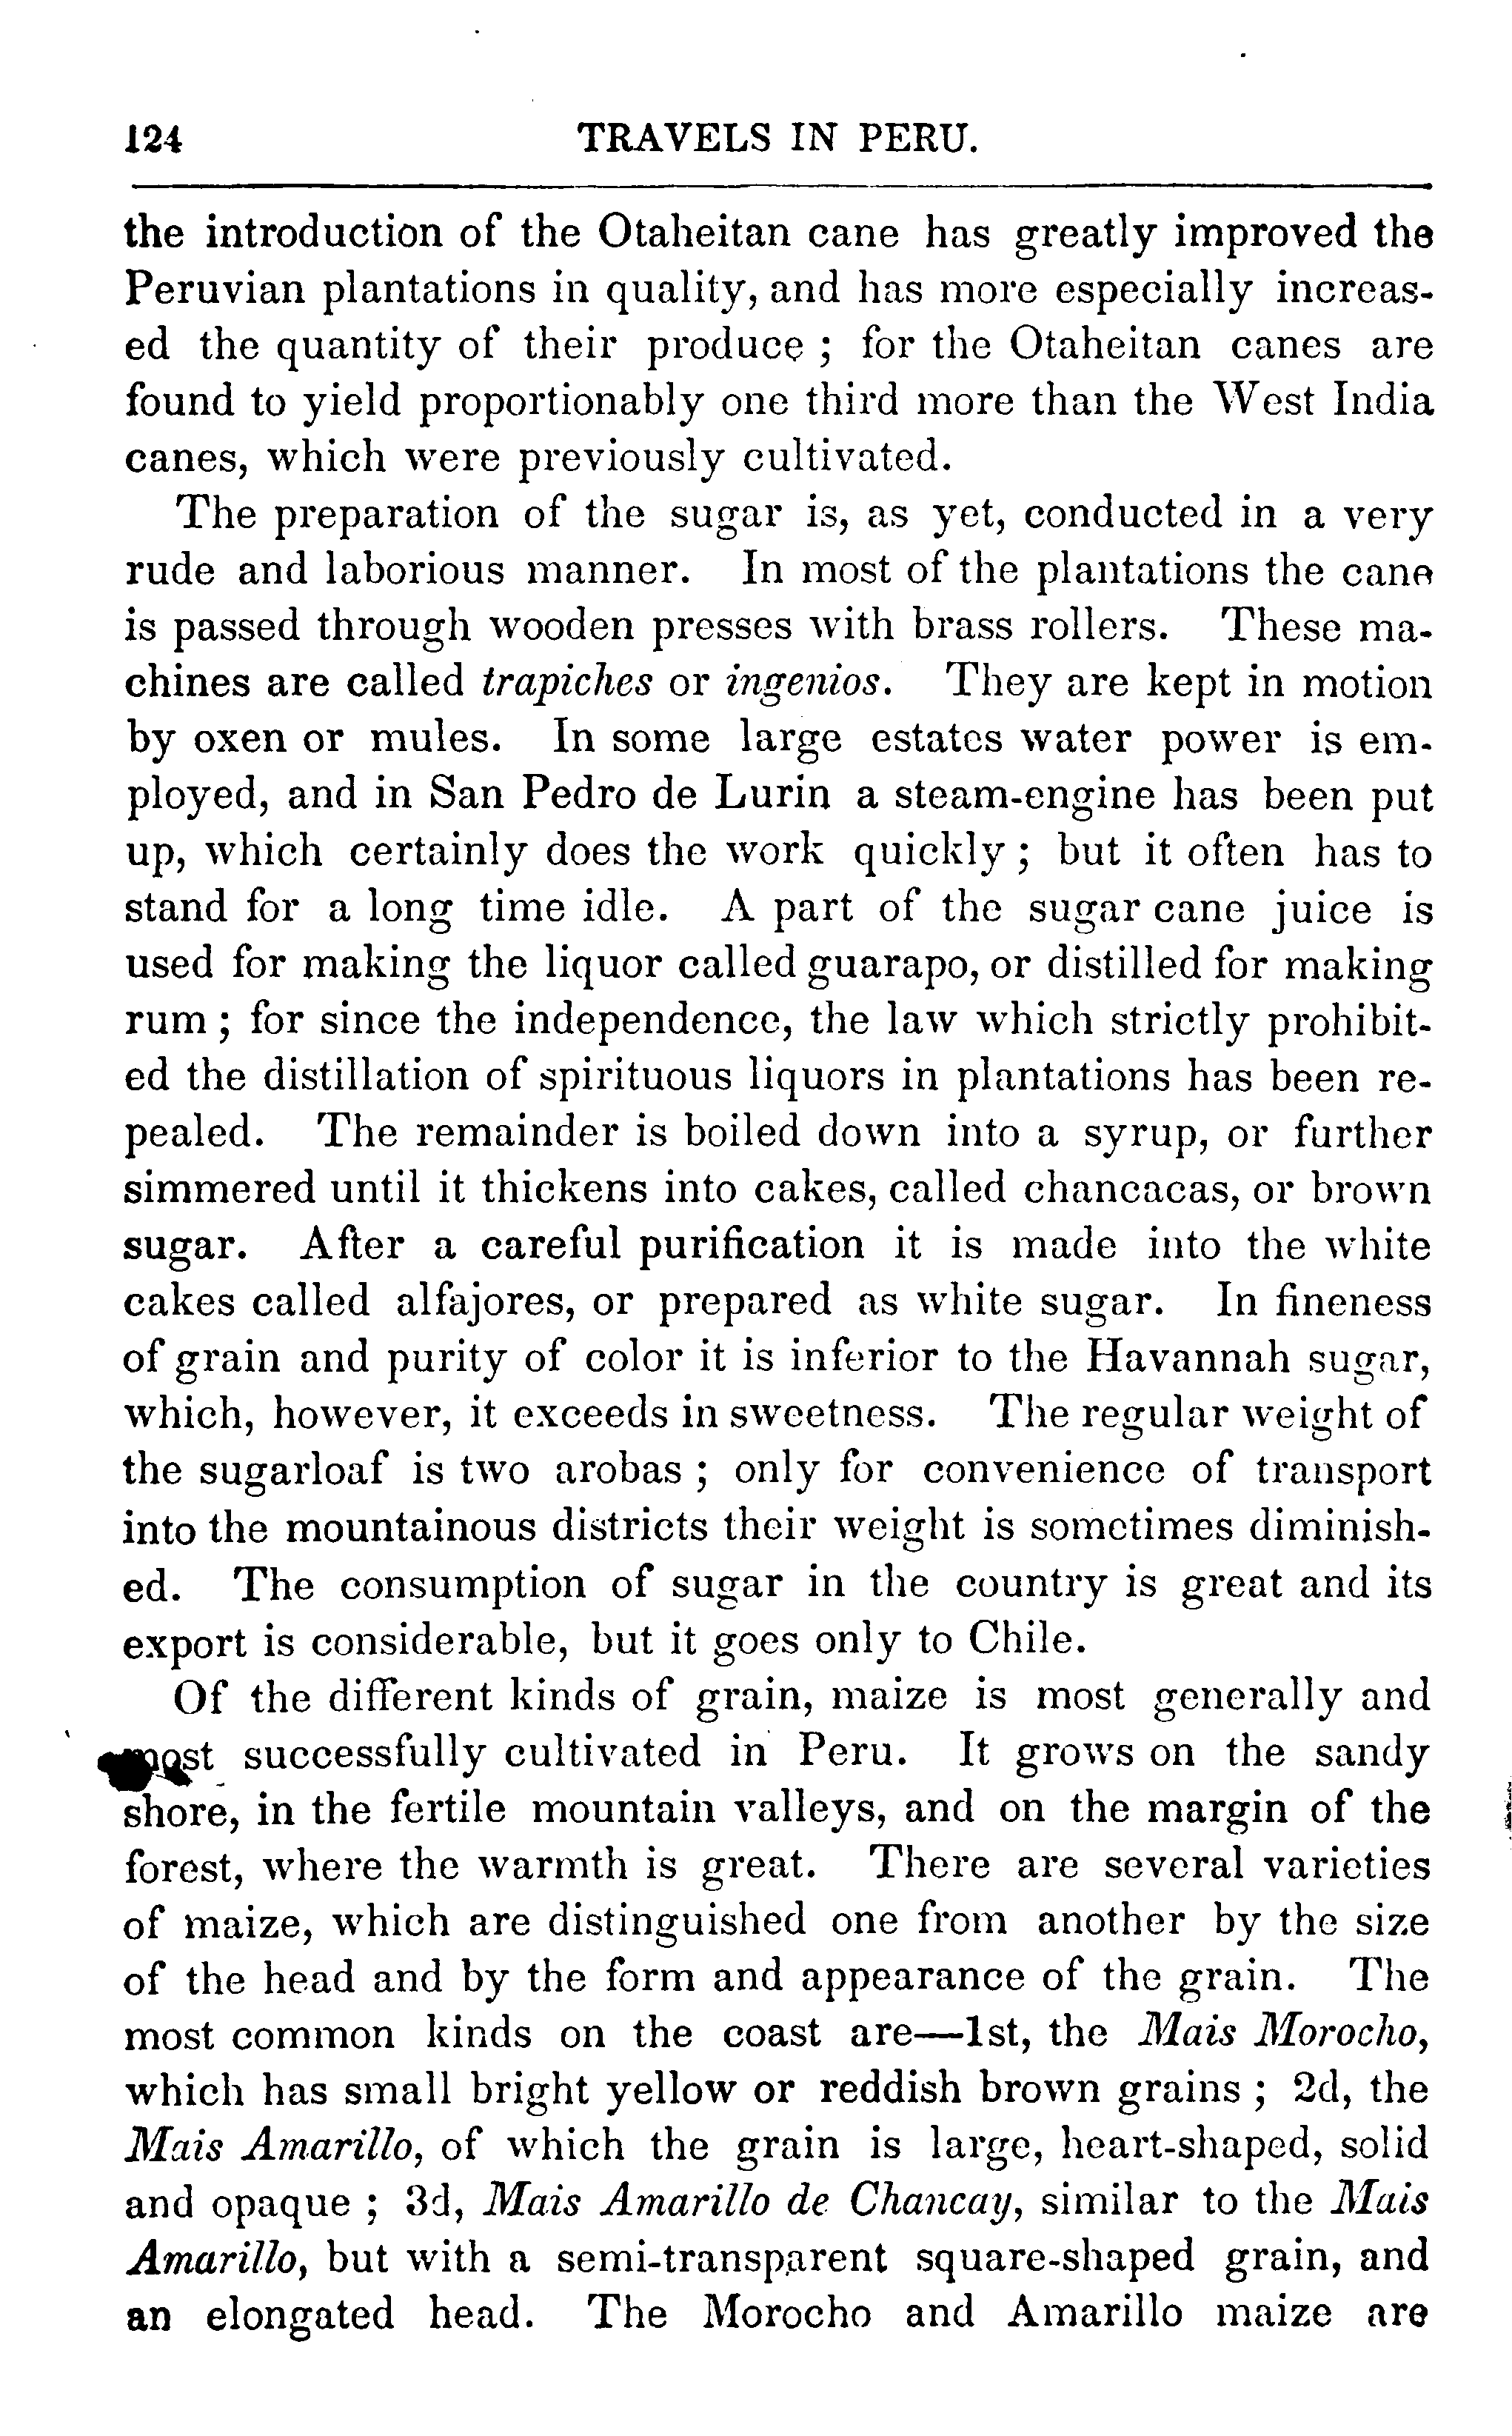 124 TRAVELS IN PERU.
the introduction of the Otaheitan cane has greatly improved the
Peruvian plantations in quality, and has more especially increas-
ed the quantity of their produce ; for the Otaheitan canes are
found to yield proportionably one third more than the West India
canes, which were previously cultivated.
The preparation of the sugar is, as yet, conducted in a very
rude and laborious manner. In most of the plantations the cane
is passed through wooden presses with brass rollers. These ma-
chines are called trapiches or ingenios. They are kept in motion
by oxen or mules. In some large estates water power is em-
ployed, and in San Pedro de Lurin a steam-engine has been put
up, which certainly does the work quickly ; but it often has to
stand for a long time idle. A part of the sugar cane juice is
used for making the liquor called guarapo, or distilled for making
rum ; for since the independence, the law which strictly prohibit-
ed the distillation of spirituous liquors in plantations has been re-
pealed. The remainder is boiled down into a syrup, or further
simmered until it thickens into cakes, called chancacas, or brown
sugar. After a careful purification it is made into the white
cakes called alfajores, or prepared as white sugar. In fineness
of grain and purity of color it is inferior to the Havannah sugar,
which, however, it exceeds in sweetness. The regular weight of
the sugarloaf is two arobas ; only for convenience of transport
into the mountainous districts their weight is sometimes diminish-
ed. The consumption of sugar in the country is great and its
export is considerable, but it goes only to Chile.
Of the different kinds of grain, maize is most generally and
most successfully cultivated in Peru. It grows on the sandy
shore, in the fertile mountain valleys, and on the margin of the
forest, where the warmth is great. There are several varieties
of maize, which are distinguished one from another by the size
of the head and by the form and appearance of the grain. The
most common kinds on the coast are—1st, the Mais Morocho,
which has small bright yellow or reddish brown grains ; 2d, the
Mais Amarillo, of which the grain is large, heart-shaped, solid
and opaque ; 3d, Mais Amarillo de Chancay, similar to the Mais
Amarillo, but with a semi-transparent square-shaped grain, and
an elongated head. The Morocho and Amarillo maize are